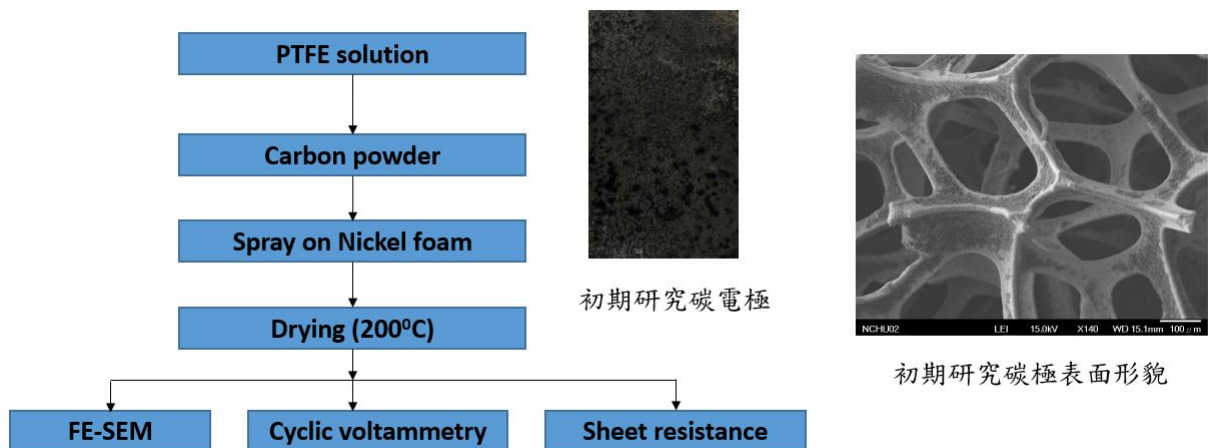 PTFE solution
Carbon powder
Spray on Nickel foam
Drying (200⁰C)
FE-SEM
Cyclic voltammetry
Sheet resistance
初期研究碳電極
NCHU02 LEI 15.0kV X140 WD 15.1mm 100μm
初期研究碳極表面形貌